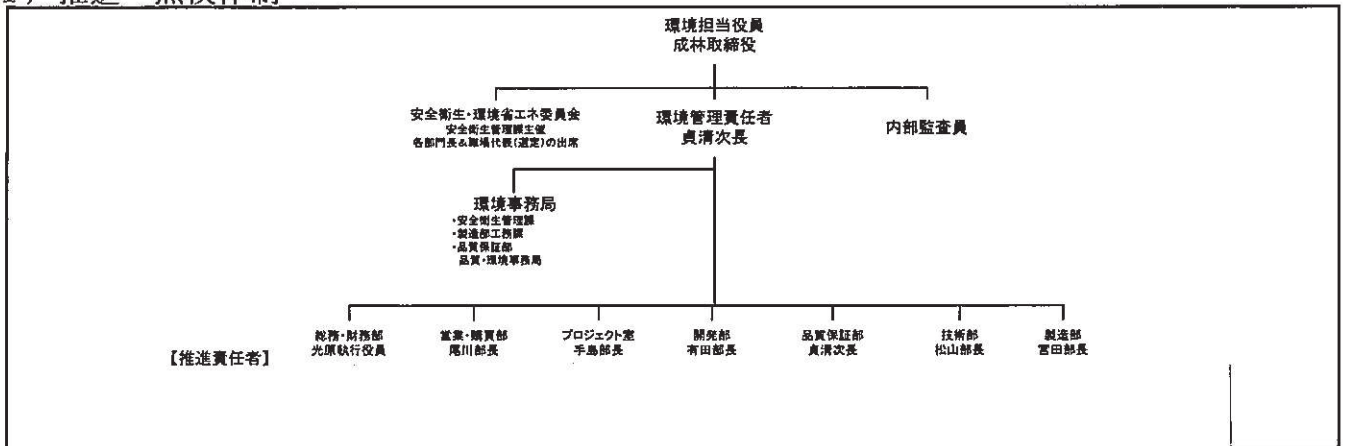 推進・点検体制
環境担当役員
成林取締役
安全衛生・環境省エネ委員会
安全衛生管理課主催
各部門長&職場代表(選定)の出席
環境管理責任者
貞清次長
内部監査員
環境事務局
・安全衛生管理課
・製造部工務課
・品質保証部
品質・環境事務局
総務・財務部
光原執行役員
営業・購買部
尾川部長
プロジェクト室
手島部長
開発部
有田部長
品質保証部
貞清次長
技術部
松山部長
製造部
宮田部長
【推進責任者】